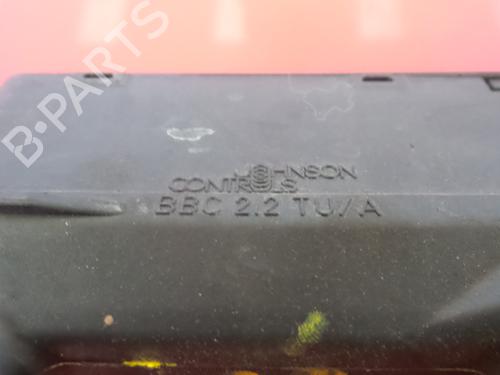 B-PARTS
JOHNSON
CONTROLS
BBC 2.2 TU/A